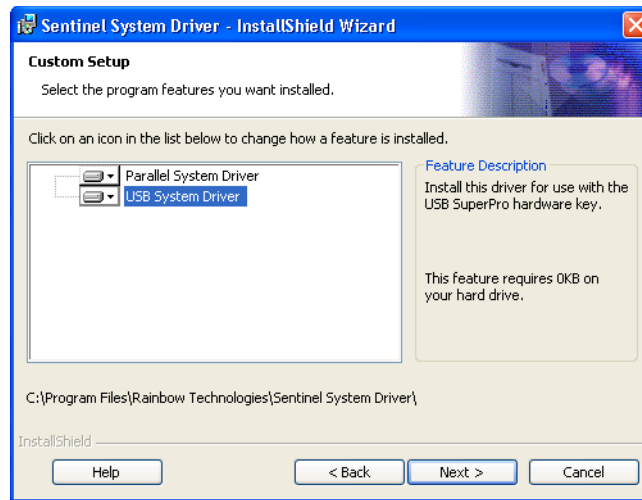 Sentinel System Driver - InstallShield Wizard
Custom Setup
Select the program features you want installed.
Click on an icon in the list below to change how a feature is installed.
Parallel System Driver
USB System Driver
Feature Description
Install this driver for use with the
USB SuperPro hardware key.
This feature requires 0KB on
your hard drive.
C:\Program Files\Rainbow Technologies\Sentinel System Driver\
InstallShield
Help
< Back
Next >
Cancel